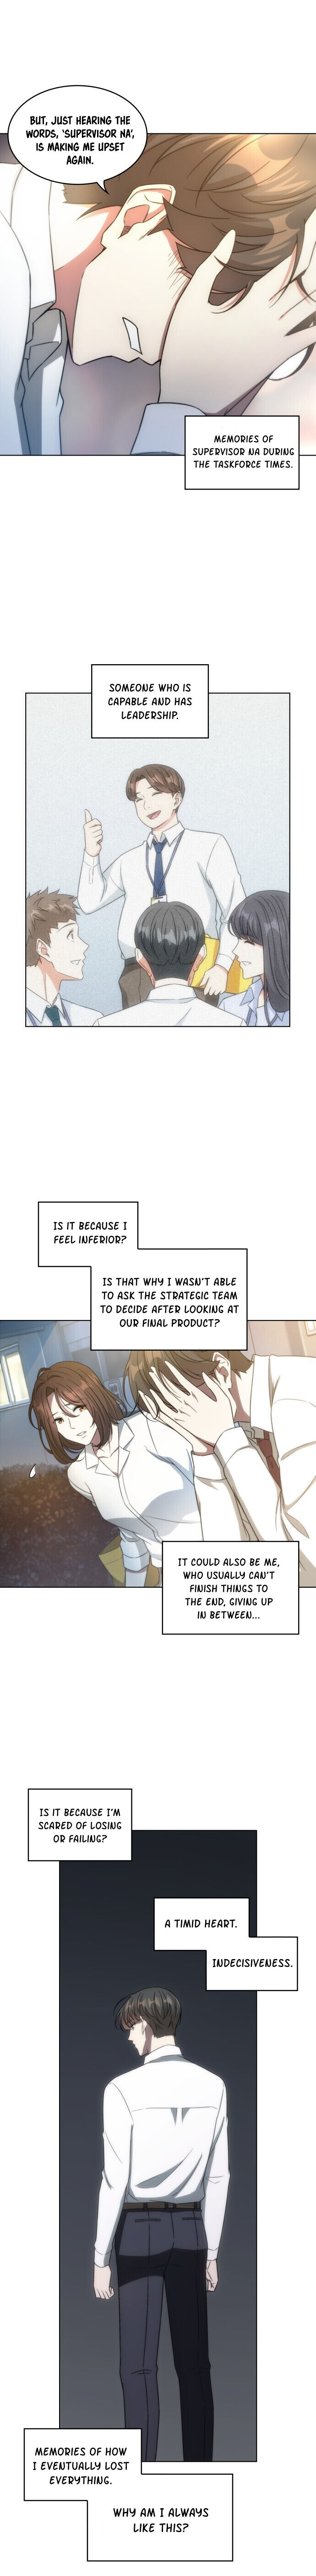 BUT, JUST HEARING THE
WORDS, 'SUPERVISOR NA',
IS MAKING ME UPSET
AGAIN.
MEMORIES OF
SUPERVISOR NA DURING
THE TASKFORCE TIMES.
SOMEONE WHO IS
CAPABLE AND HAS
LEADERSHIP.
IS IT BECAUSE I
FEEL INFERIOR?
IS THAT WHY I WASN'T ABLE
TO ASK THE STRATEGIC TEAM
TO DECIDE AFTER LOOKING AT
OUR FINAL PRODUCT?
IT COULD ALSO BE ME,
WHO USUALLY CAN'T
FINISH THINGS TO
THE END, GIVING UP
IN BETWEEN...
IS IT BECAUSE I'M
SCARED OF LOSING
OR FAILING?
A TIMID HEART.
INDECISIVENESS.
MEMORIES OF HOW
I EVENTUALLY LOST
EVERYTHING.
WHY AM I ALWAYS
LIKE THIS?